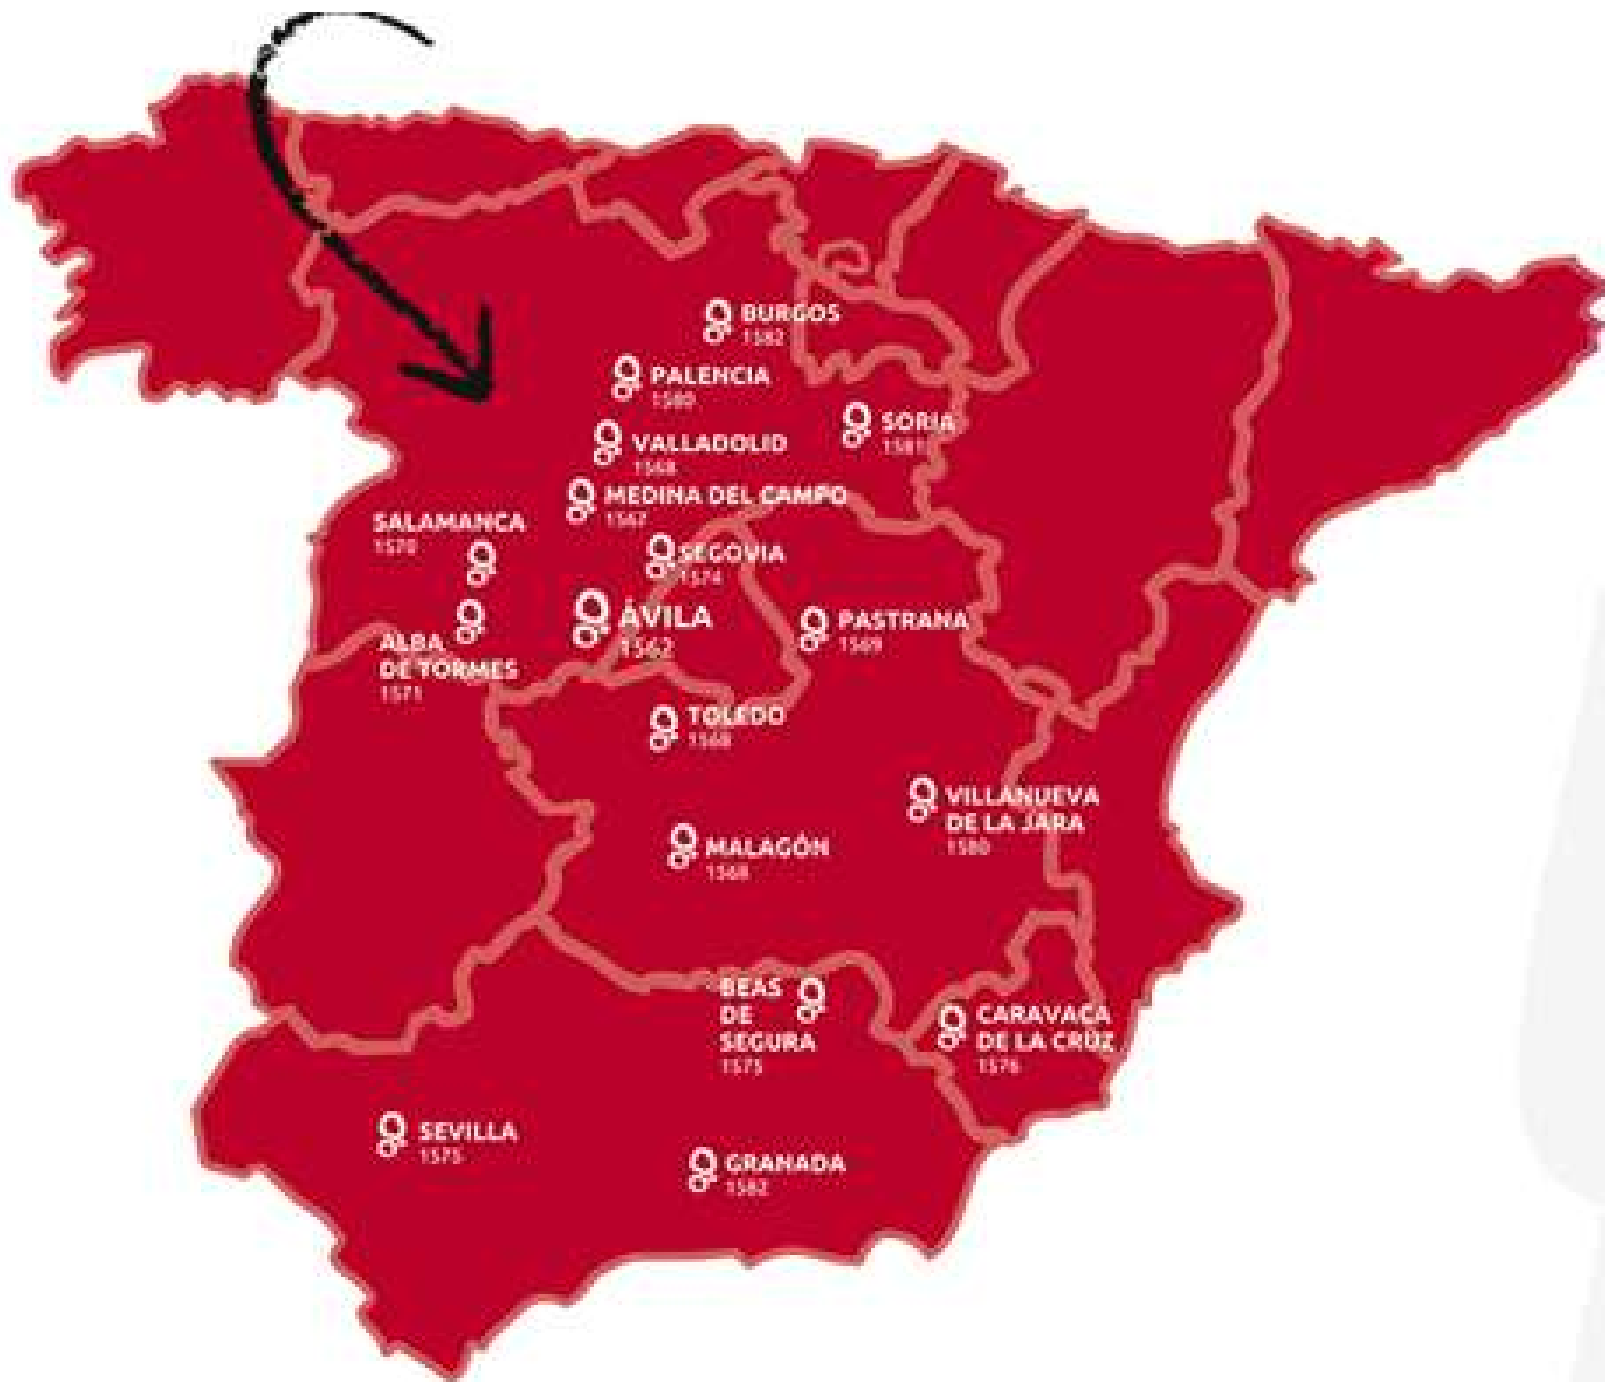 BURGOS
1582
PALENCIA
1580
SORIA
1581
VALLADOLID
1568
MEDINA DEL CAMPO
1567
SALAMANCA
1570
SEGOVIA
1574
ÁVILA
1562
PASTRANA
1569
ALBA
DE TORMES
1571
TOLEDO
1568
VILLANUEVA
DE LA JARA
1580
MALAGÓN
1568
BEAS
DE
SEGURA
1575
CARAVACA
DE LA CRUZ
1576
SEVILLA
1575
GRANADA
1582